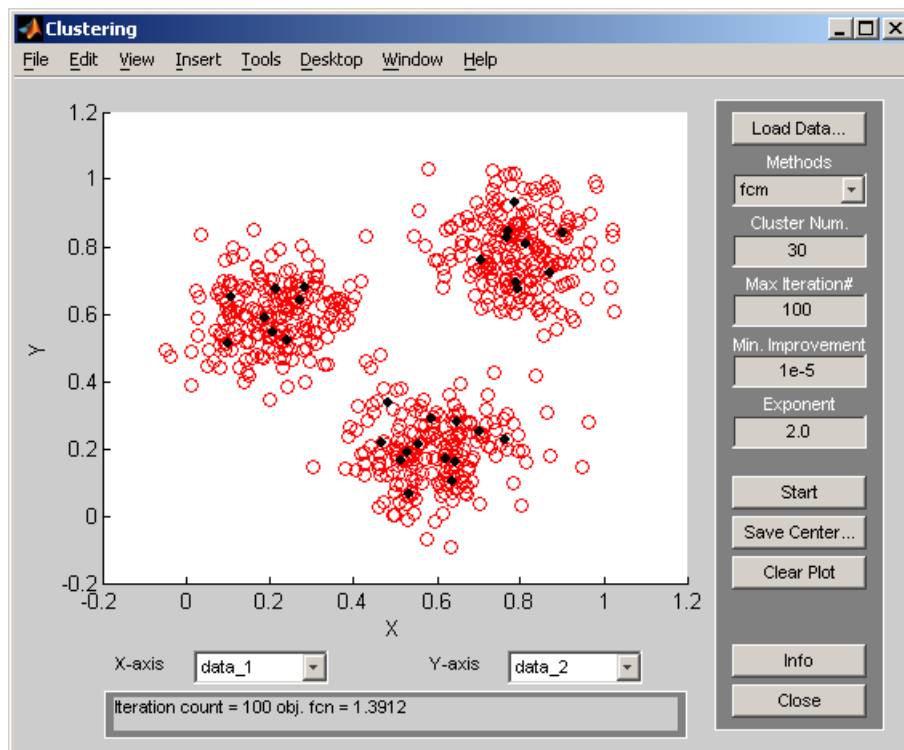 Clustering
File Edit View Insert Tools Desktop Window Help
1.2
1
0.8
0.6
0.4
0.2
0
-0.2
Y
-0.2 0 0.2 0.4 0.6 0.8 1 1.2
X
X-axis data_1 Y-axis data_2
Iteration count = 100 obj. fcn = 1.3912
Load Data...
Methods
fcm
Cluster Num.
30
Max Iteration#
100
Min. Improvement
1e-5
Exponent
2.0
Start
Save Center...
Clear Plot
Info
Close